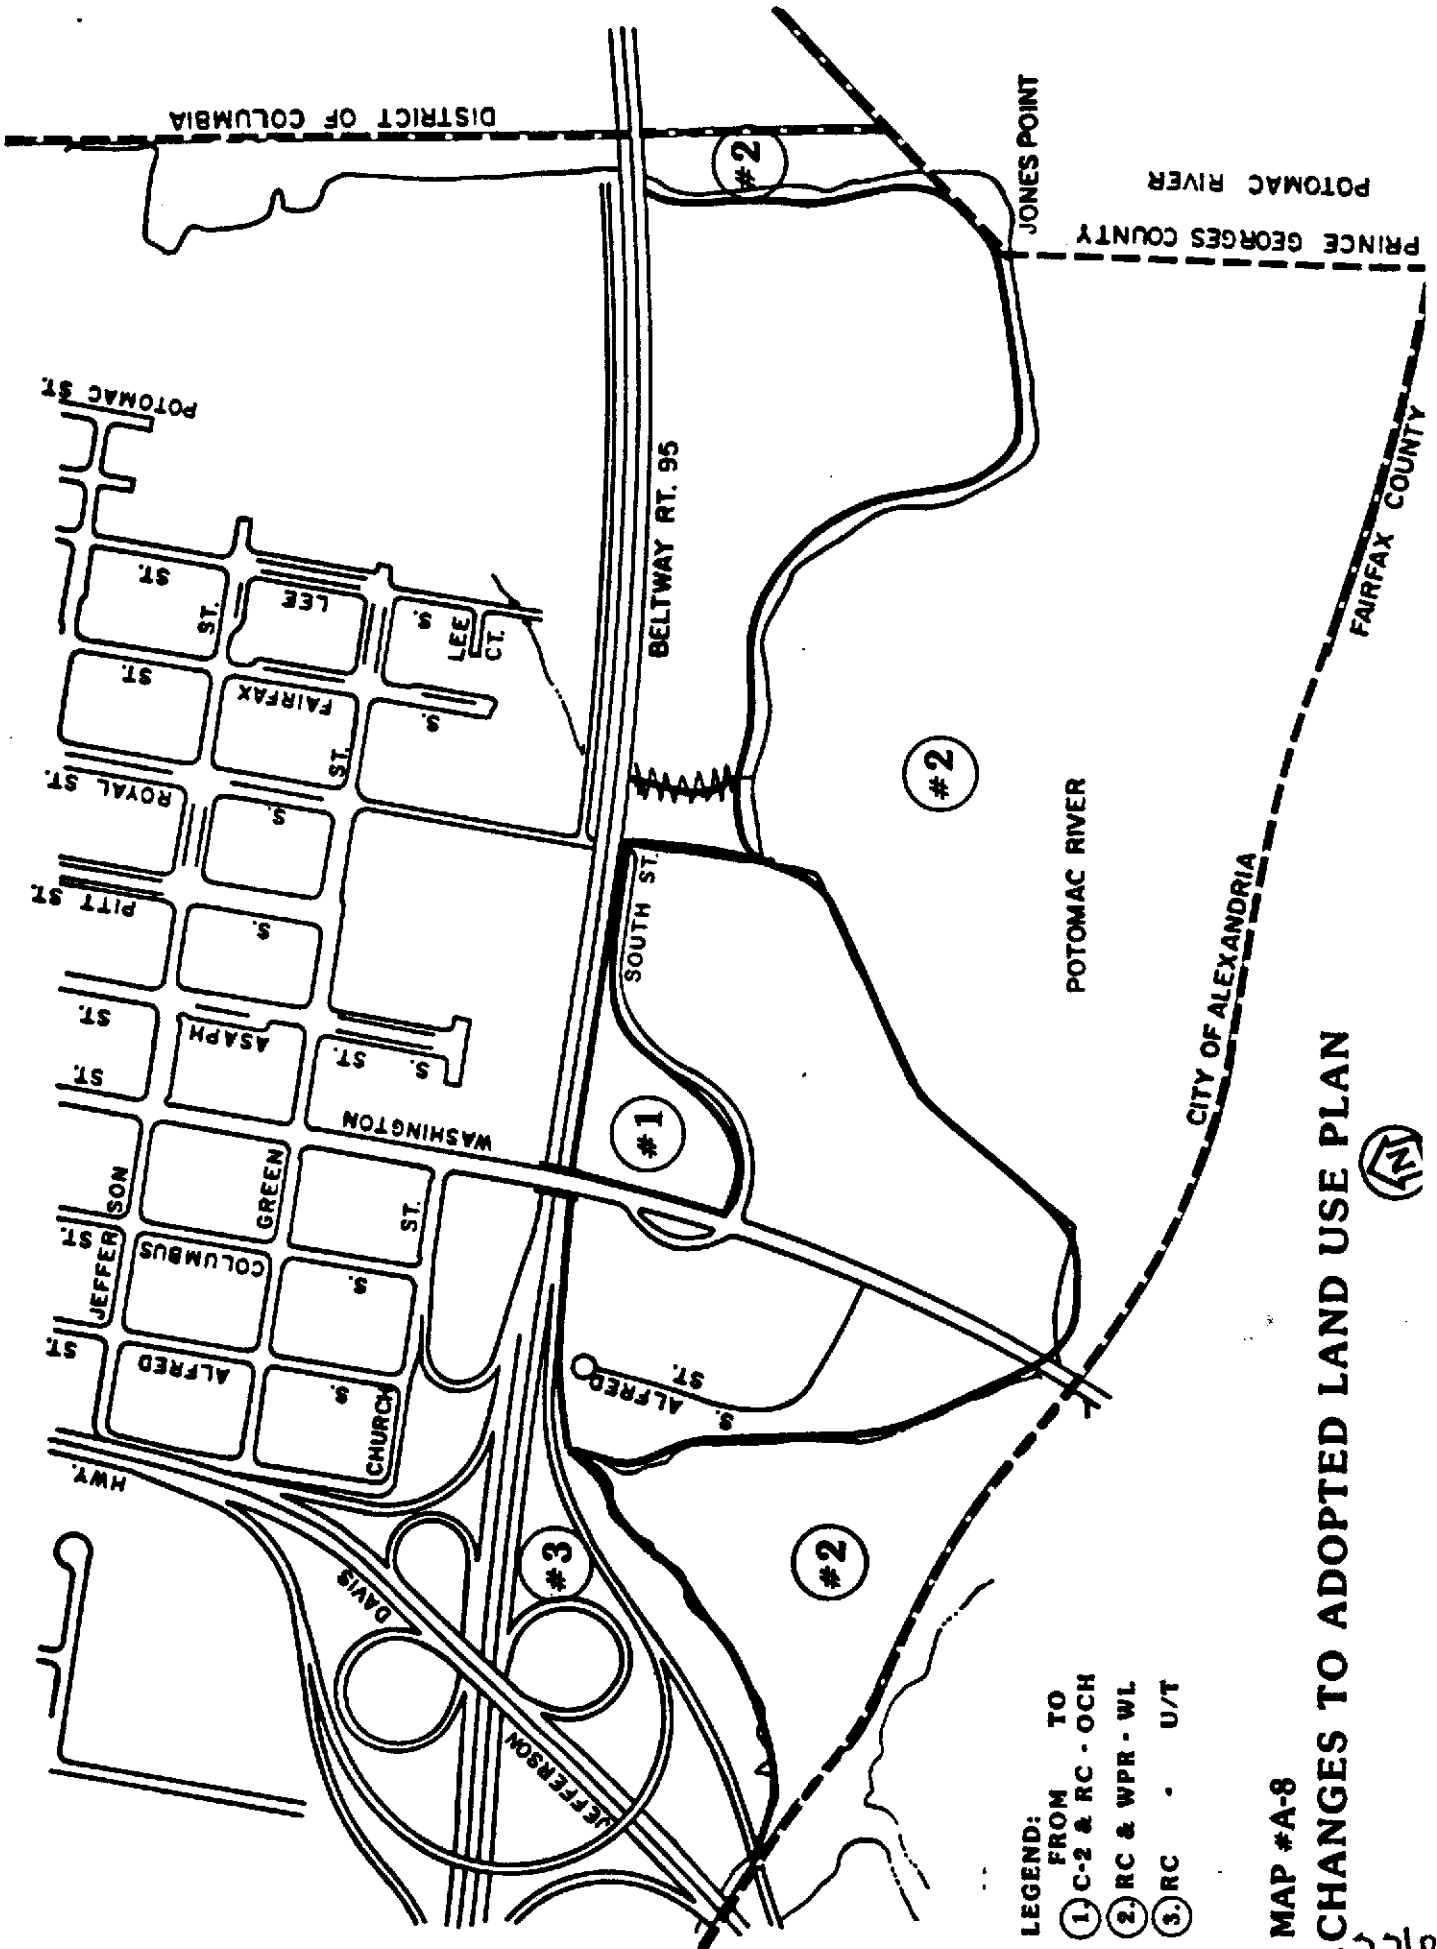 DISTRICT OF COLUMBIA
#2
JONES POINT
POTOMAC RIVER
PRINCE GEORGES COUNTY
POTOMAC ST.
ST.
ST.
LEE
S.
LEE
CT.
BELTWAY RT. 95
ST.
FAIRFAX
ST.
S.
FAIRFAX COUNTY
ROYAL ST.
S.
#2
PITT ST.
S.
SOUTH ST.
POTOMAC RIVER
ST.
ASAPH
ST.
S.
ST.
WASHINGTON
#1
CITY OF ALEXANDRIA
JEFFER
SON
ST.
COLUMBUS
GREEN
S.
ST.
ST.
ALFRED
S.
CHURCH
ALFRED
ST.
S.
HWY.
DAVIS
JEFFERSON
#3
#2
LEGEND:
FROM TO
1. C-2 & RC - OCH
2. RC & WPR - WL
3. RC - U/T
MAP #A-8
CHANGES TO ADOPTED LAND USE PLAN
N